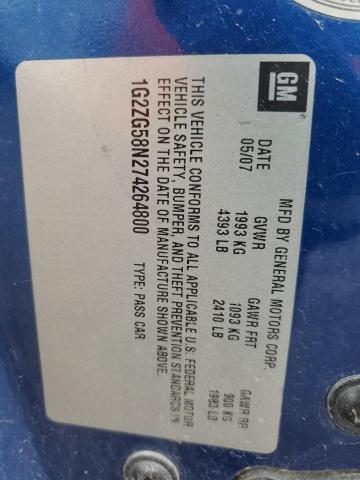 GM
MFD BY GENERAL MOTORS CORP.
DATE GVWR GAWR FRT GAWR RR
05/07 1993 KG 1093 KG 900 KG
4393 LB 2410 LB 1983 LB
THIS VEHICLE CONFORMS TO ALL APPLICABLE U.S. FEDERAL MOTOR
VEHICLE SAFETY, BUMPER, AND THEFT PREVENTION STANDARDS IN
EFFECT ON THE DATE OF MANUFACTURE SHOWN ABOVE.
1G2ZG58N274264800 TYPE: PASS CAR